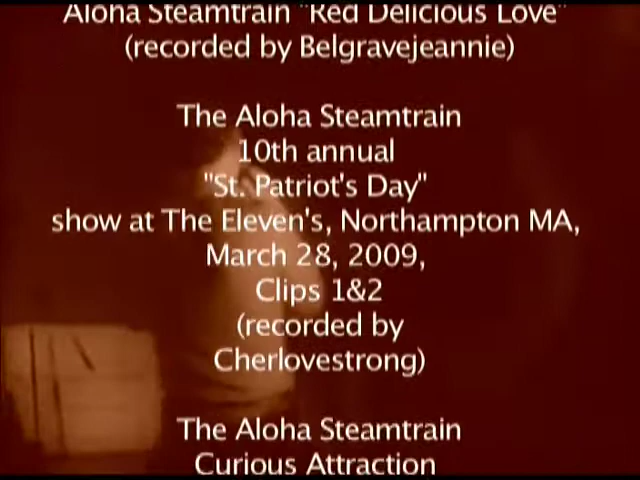 Aloha Steamtrain "Red Delicious Love"
(recorded by Belgravejeannie)
The Aloha Steamtrain
10th annual
"St. Patriot's Day"
show at The Eleven's, Northampton MA,
March 28, 2009,
Clips 1&2
(recorded by
Cherlovestrong)
The Aloha Steamtrain
Curious Attraction